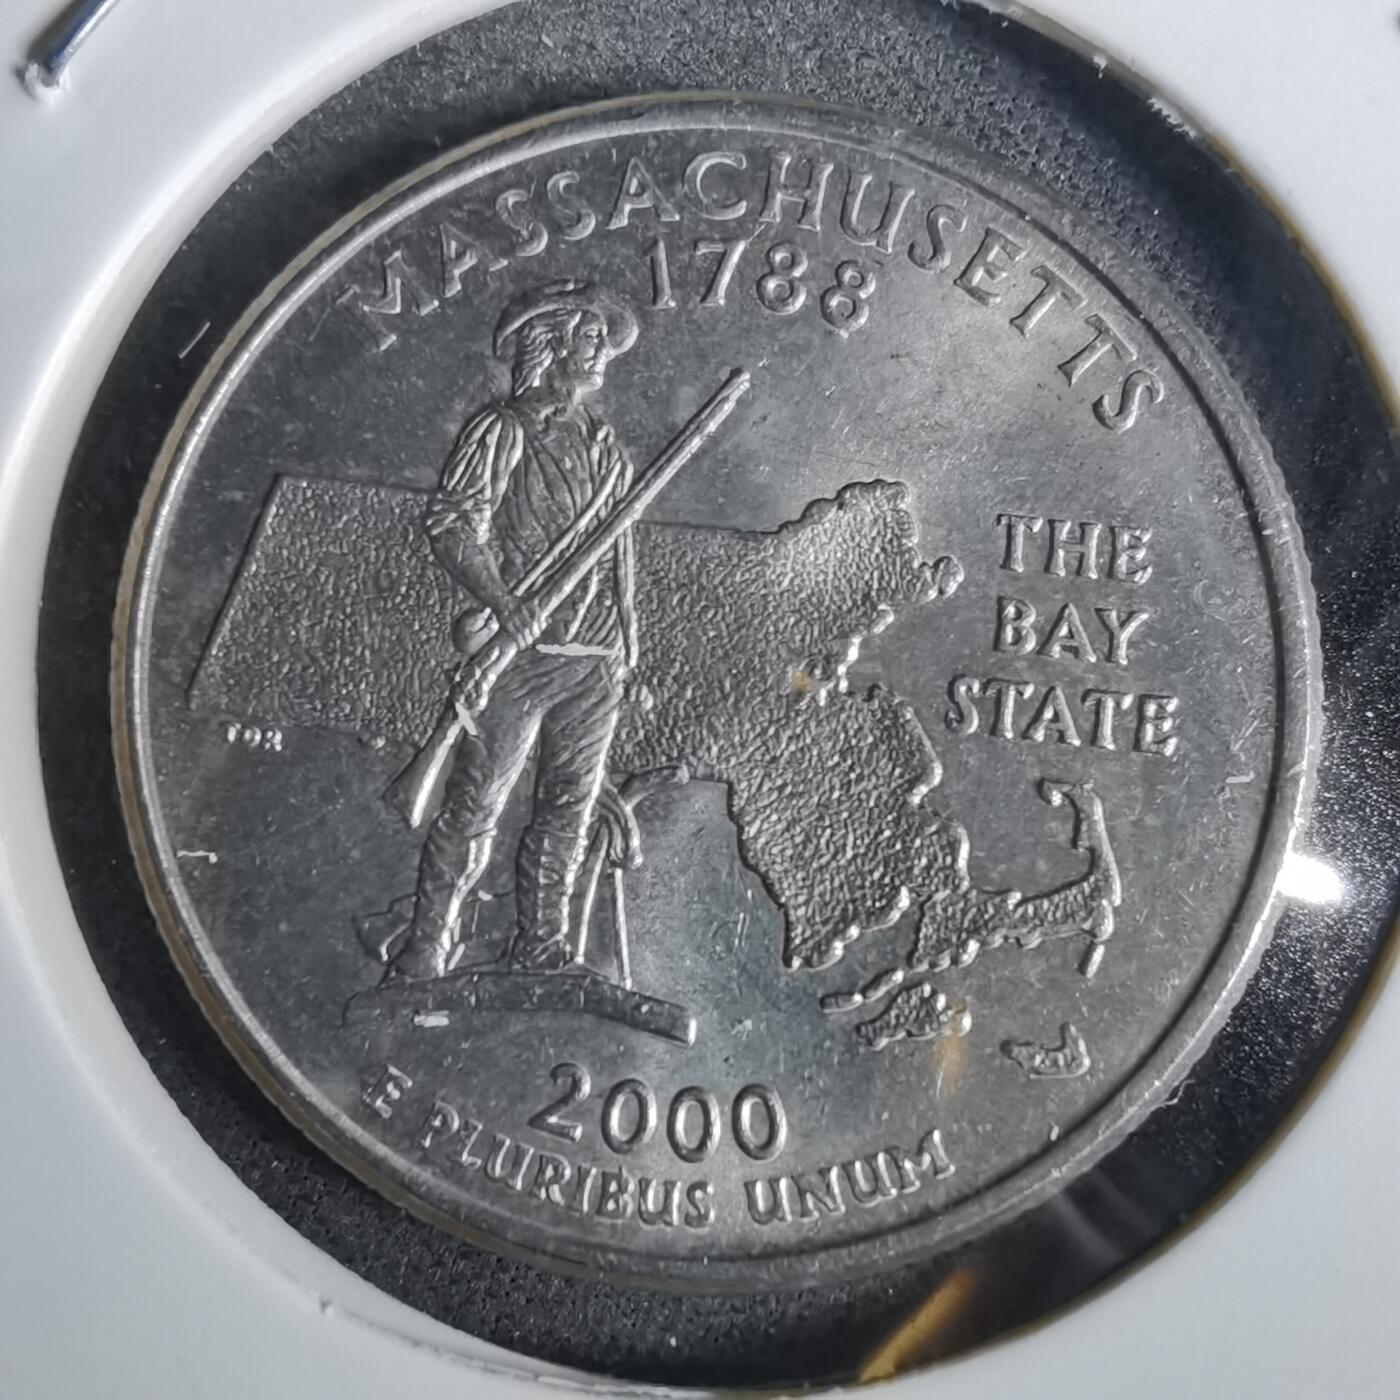 MASSACHUSETTS
1788
THE
BAY
STATE
TDR
2000
E PLURIBUS UNUM